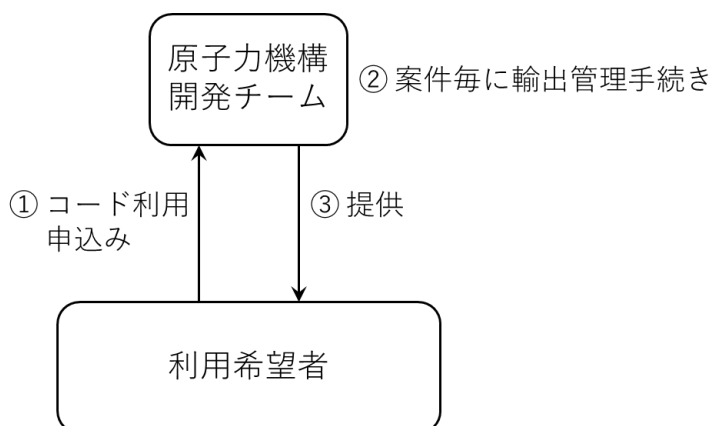 原子力機構
開発チーム
② 案件毎に輸出管理手続き
① コード利用
申込み
③ 提供
利用希望者